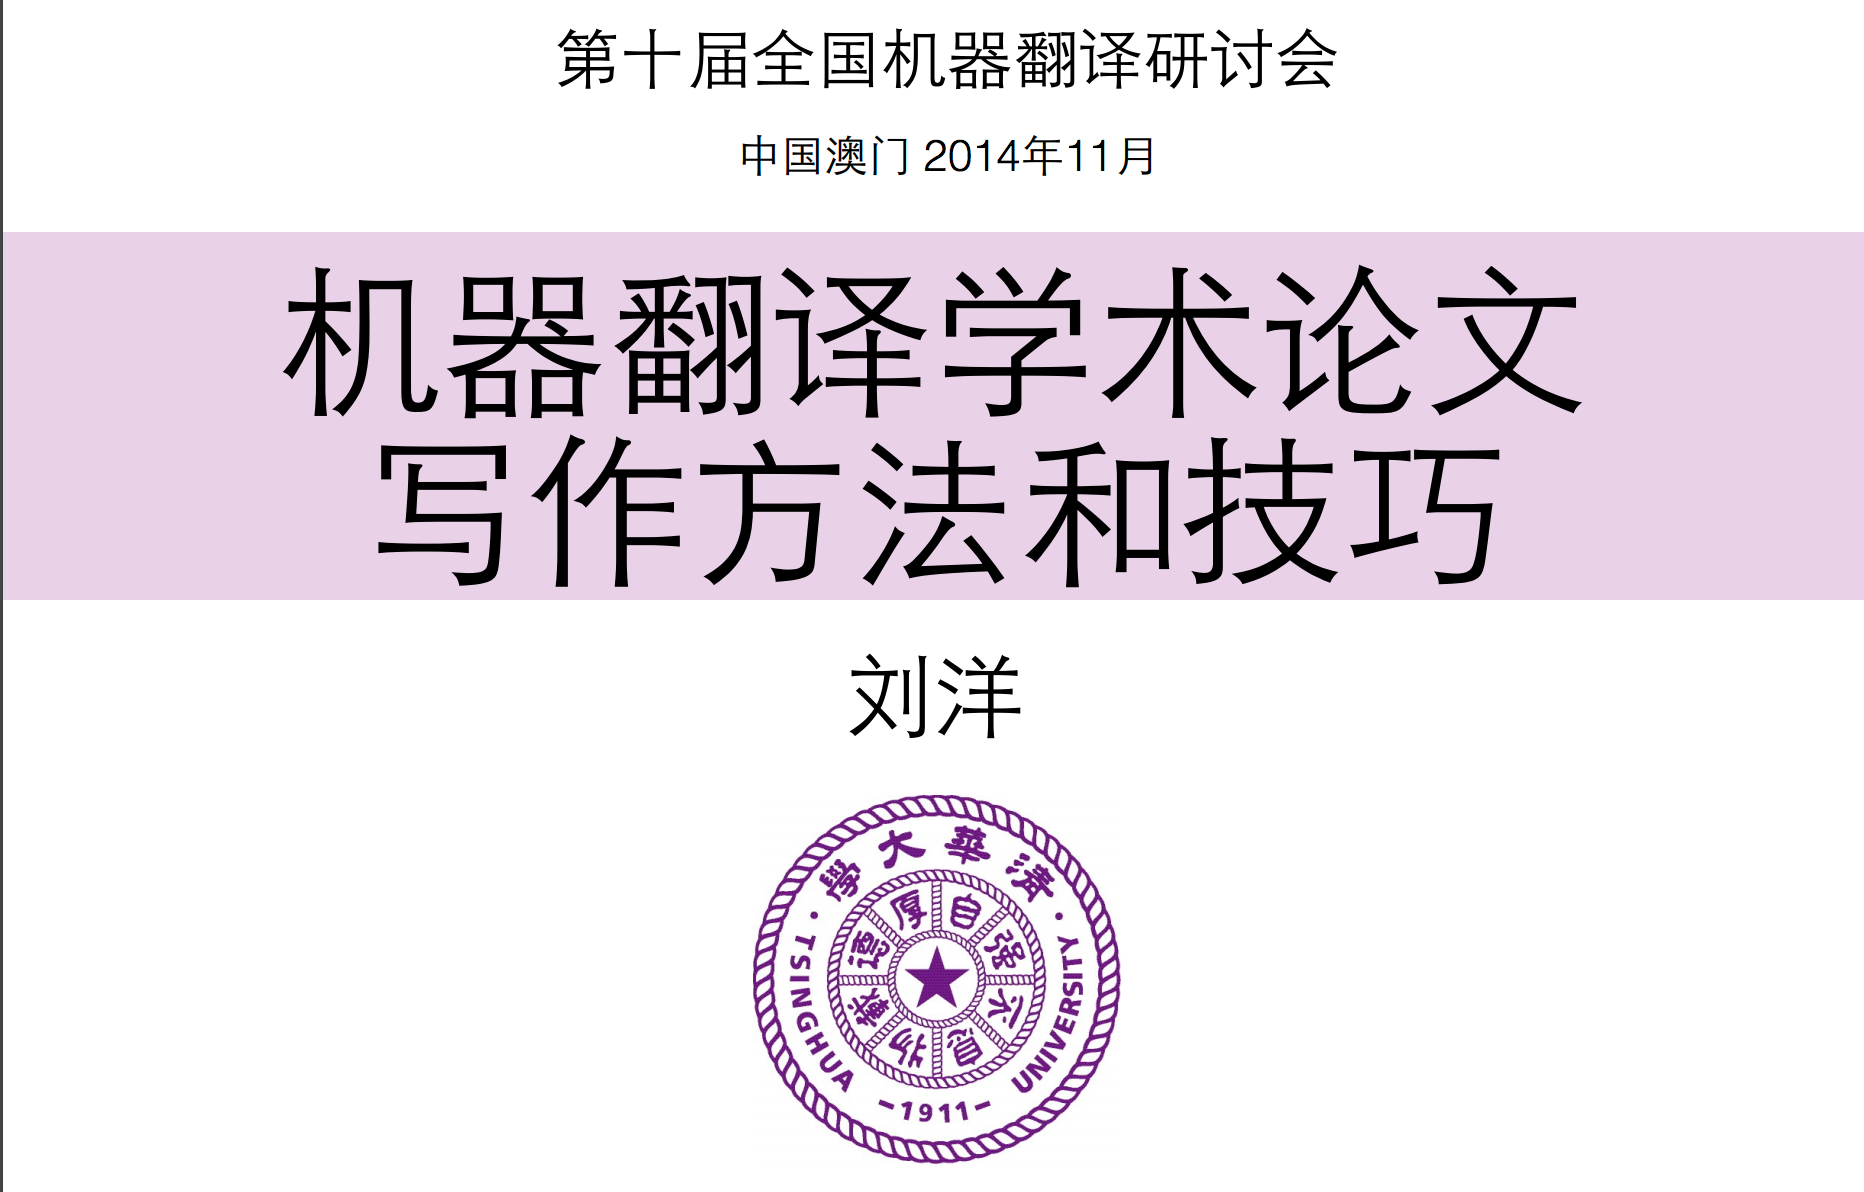 第十届全国机器翻译研讨会
中国澳门 2014年11月
机器翻译学术论文
写作方法和技巧
刘洋
清華大學
自强不息
厚德載物
TSINGHUA UNIVERSITY
-1911-